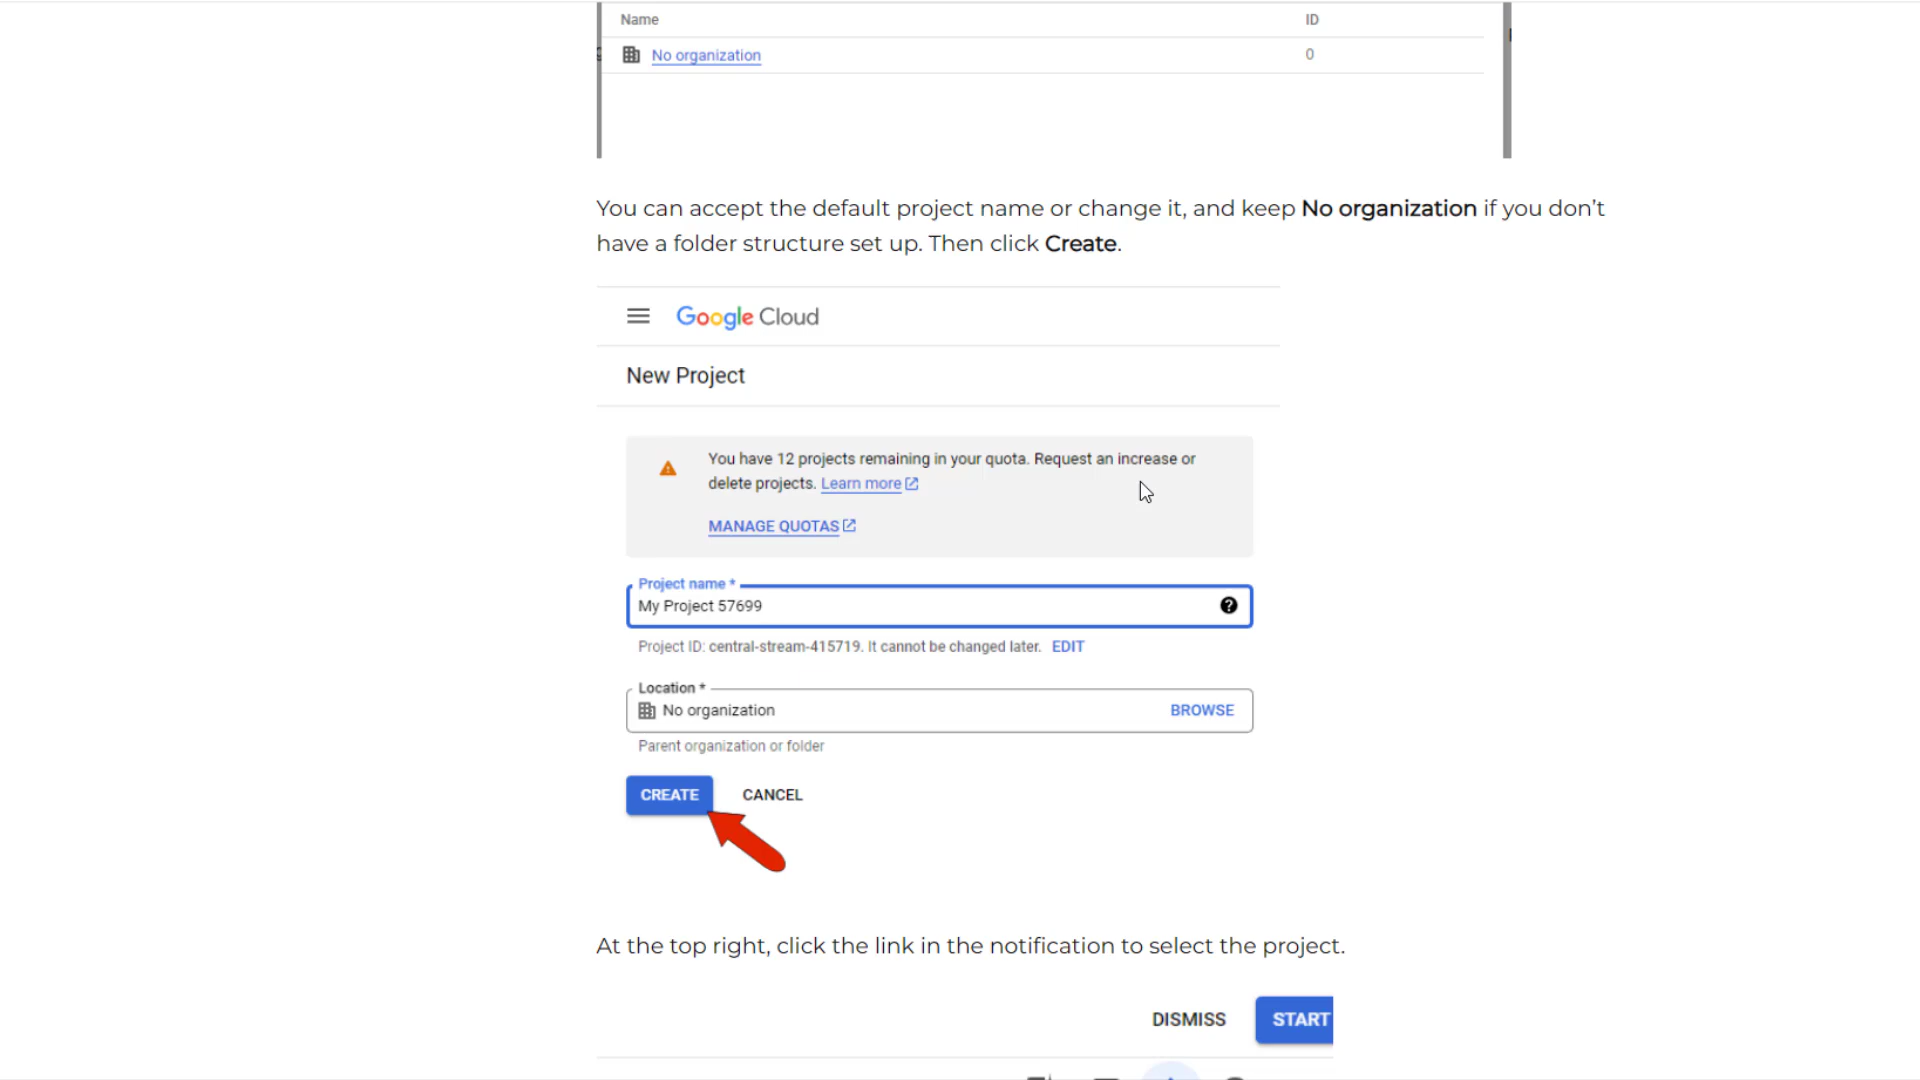 Name ID
No organization 0
You can accept the default project name or change it, and keep No organization if you don’t
have a folder structure set up. Then click Create.
Google Cloud
New Project
You have 12 projects remaining in your quota. Request an increase or
delete projects. Learn more
MANAGE QUOTAS
Project name *
My Project 57699
Project ID: central-stream-415719. It cannot be changed later. EDIT
Location *
No organization BROWSE
Parent organization or folder
CREATE CANCEL
At the top right, click the link in the notification to select the project.
DISMISS START